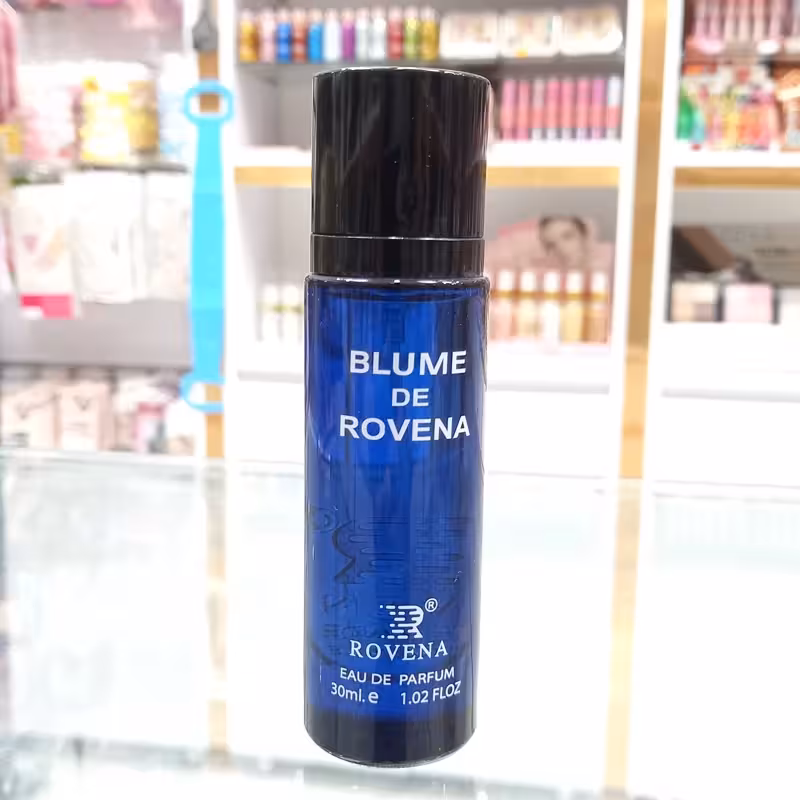 BLUME
DE
ROVENA
R®
ROVENA
EAU DE PARFUM
30ml.e 1.02 FLOZ